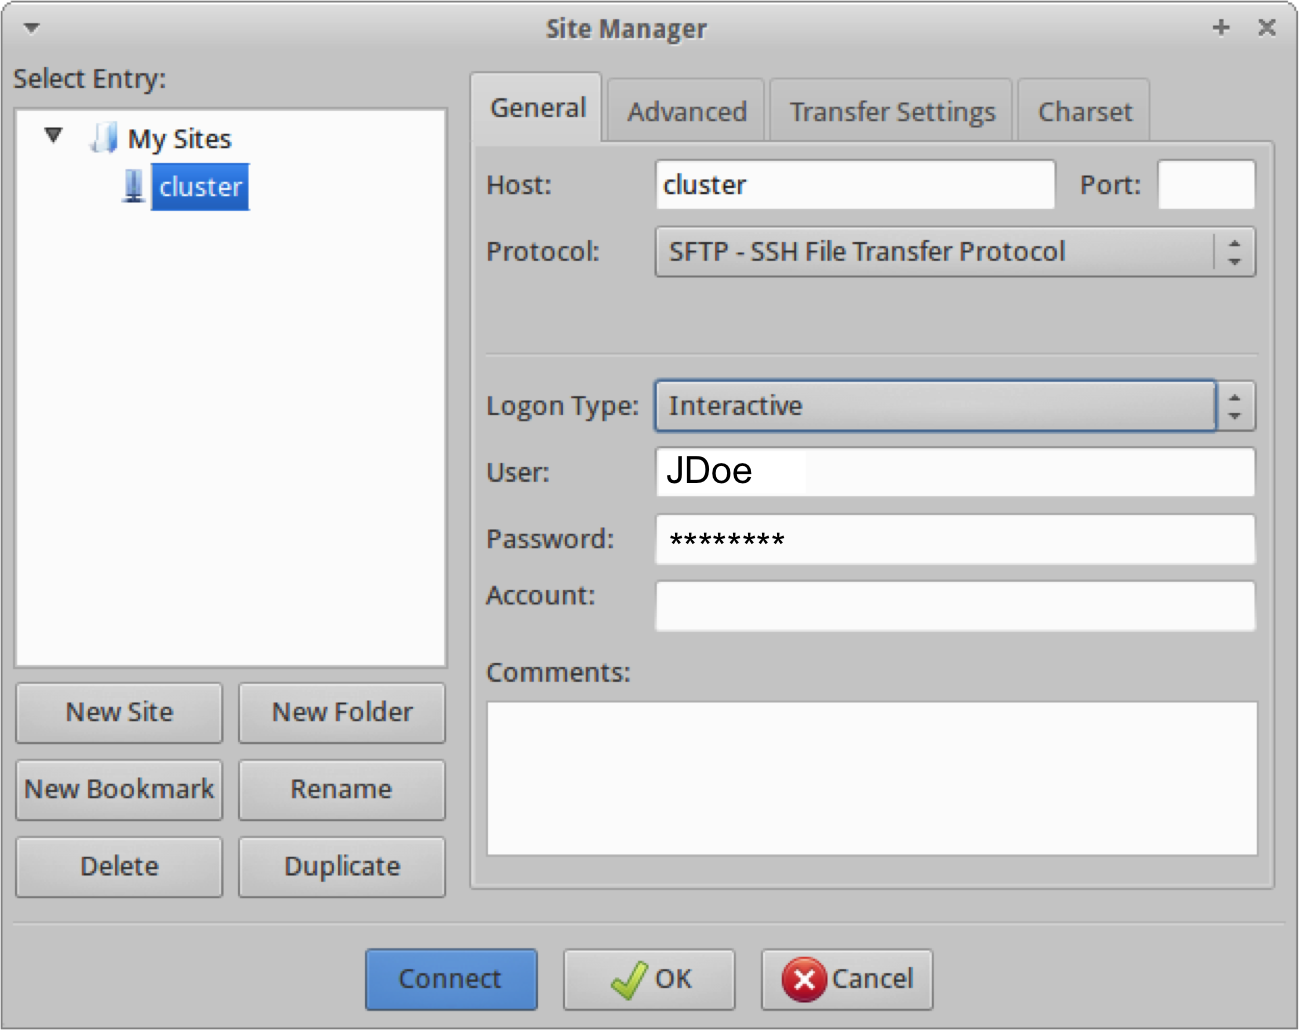 Site Manager
Select Entry:
My Sites
cluster
New Site
New Folder
New Bookmark
Rename
Delete
Duplicate
General
Advanced
Transfer Settings
Charset
Host:
cluster
Port:
Protocol:
SFTP - SSH File Transfer Protocol
Logon Type:
Interactive
User:
JDoe
Password:
********
Account:
Comments:
Connect
OK
Cancel